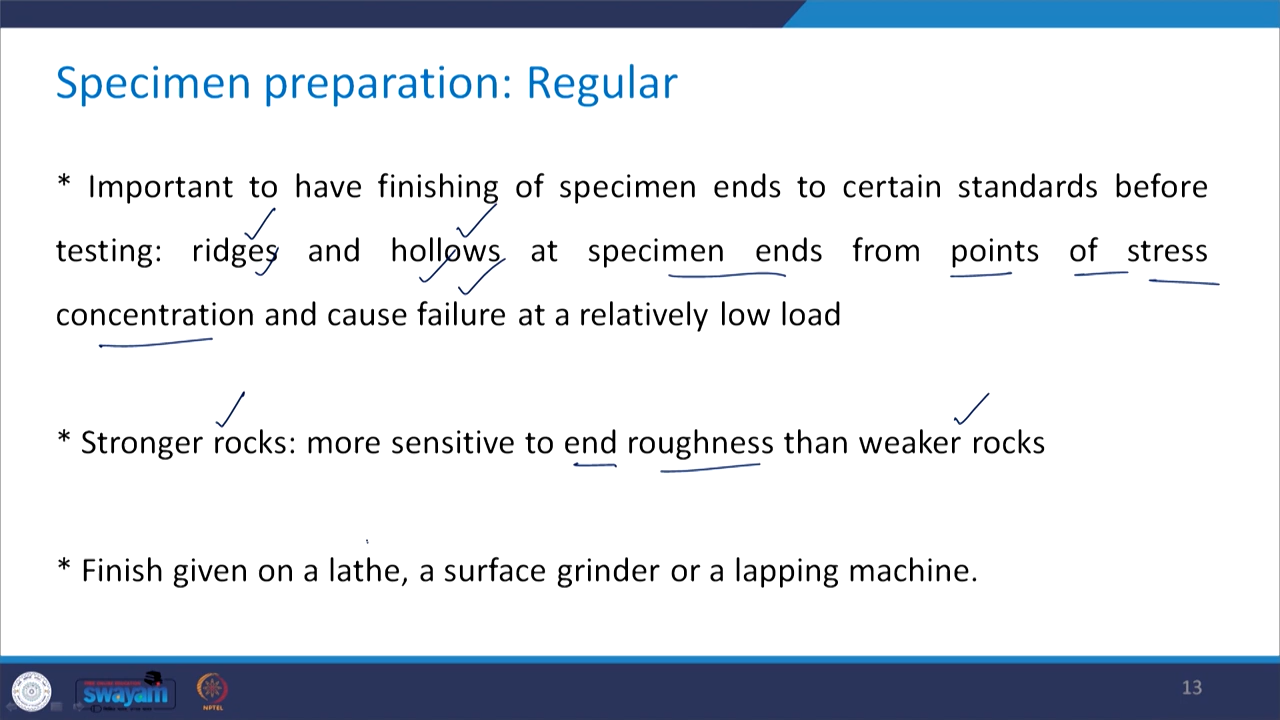 Specimen preparation: Regular
* Important to have finishing of specimen ends to certain standards before
testing: ridges and hollows at specimen ends from points of stress
concentration and cause failure at a relatively low load
* Stronger rocks: more sensitive to end roughness than weaker rocks
* Finish given on a lathe, a surface grinder or a lapping machine.
swayam
NPTEL
13